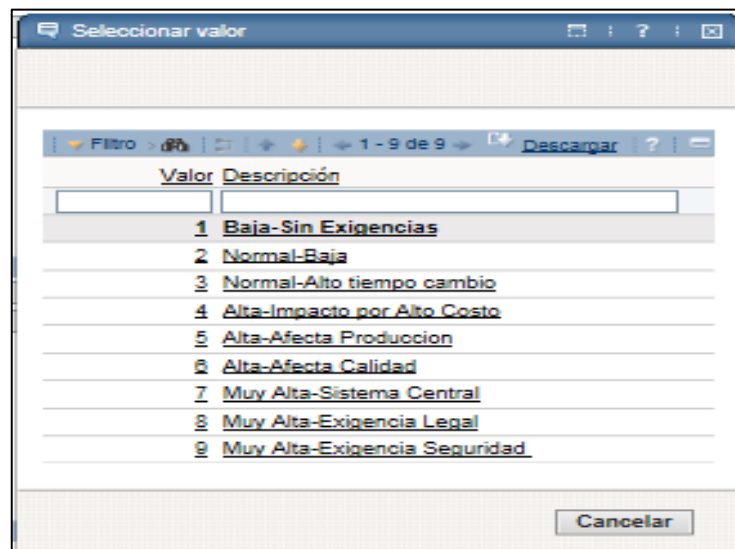 Seleccionar valor ?
Filtro > 1 - 9 de 9 Descargar ?
Valor Descripción
1 Baja-Sin Exigencias
2 Normal-Baja
3 Normal-Alto tiempo cambio
4 Alta-Impacto por Alto Costo
5 Alta-Afecta Produccion
6 Alta-Afecta Calidad
7 Muy Alta-Sistema Central
8 Muy Alta-Exigencia Legal
9 Muy Alta-Exigencia Seguridad
Cancelar